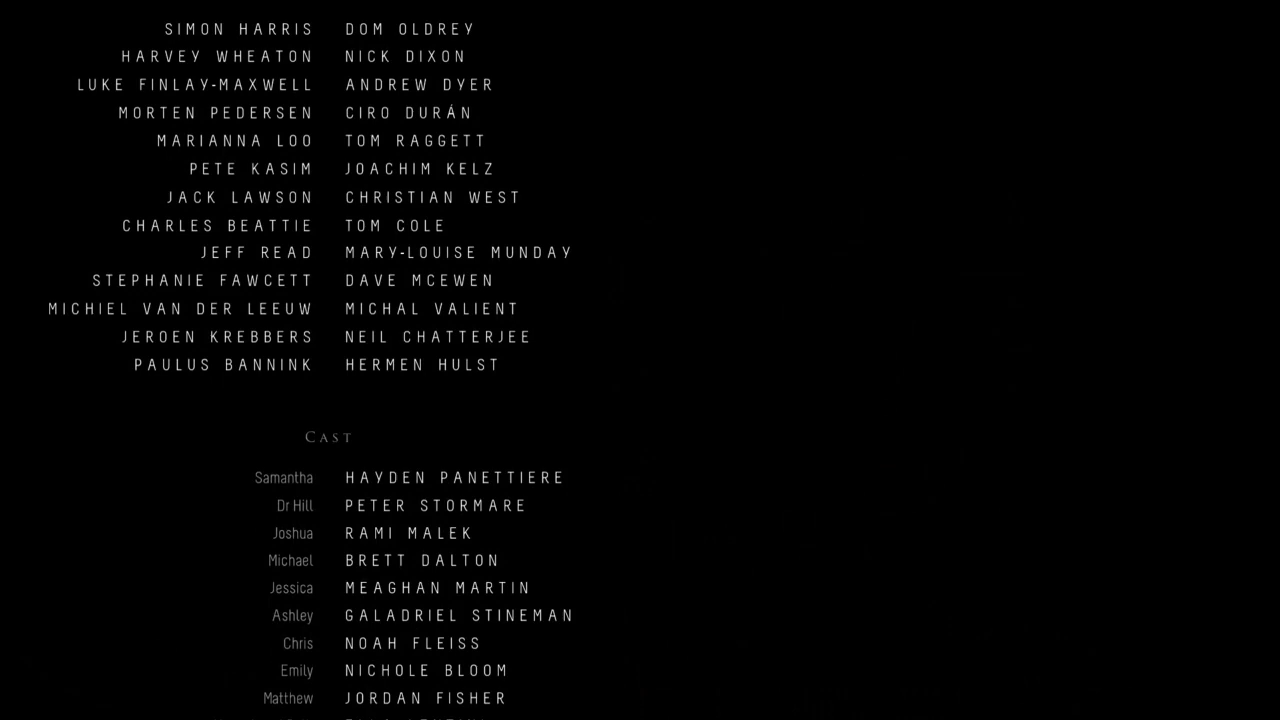 SIMON HARRIS DOM OLDREY
HARVEY WHEATON NICK DIXON
LUKE FINLAY-MAXWELL ANDREW DYER
MORTEN PEDERSEN CIRO DURÁN
MARIANNA LOO TOM RAGGETT
PETE KASIM JOACHIM KELZ
JACK LAWSON CHRISTIAN WEST
CHARLES BEATTIE TOM COLE
JEFF READ MARY-LOUISE MUNDAY
STEPHANIE FAWCETT DAVE MCEWEN
MICHIEL VAN DER LEEUW MICHAL VALIENT
JEROEN KREBBERS NEIL CHATTERJEE
PAULUS BANNINK HERMEN HULST
CAST
Samantha HAYDEN PANETTIERE
Dr Hill PETER STORMARE
Joshua RAMI MALEK
Michael BRETT DALTON
Jessica MEAGHAN MARTIN
Ashley GALADRIEL STINEMAN
Chris NOAH FLEISS
Emily NICHOLE BLOOM
Matthew JORDAN FISHER